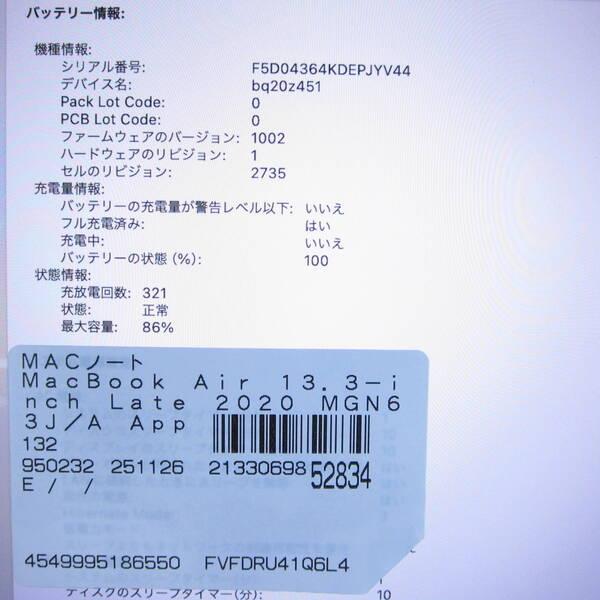 バッテリー情報:
機種情報:
シリアル番号: F5D04364KDEPJYV44
デバイス名: bq20z451
Pack Lot Code: 0
PCB Lot Code: 0
ファームウェアのバージョン: 1002
ハードウェアのリビジョン: 1
セルのリビジョン: 2735
充電量情報:
バッテリーの充電量が警告レベル以下: いいえ
フル充電済み: はい
充電中: いいえ
バッテリーの状態 (%): 100
状態情報:
充放電回数: 321
状態: 正常
最大容量: 86%
MACノート
MacBook Air 13.3-i
nch Late 2020 MGN6
3J/A App
132
950232 251126 21330698 52834
E / /
Hibernate Mode:
4549995186550 FVFDRU41Q6L4
ディスクのスリープタイマー(分): 10